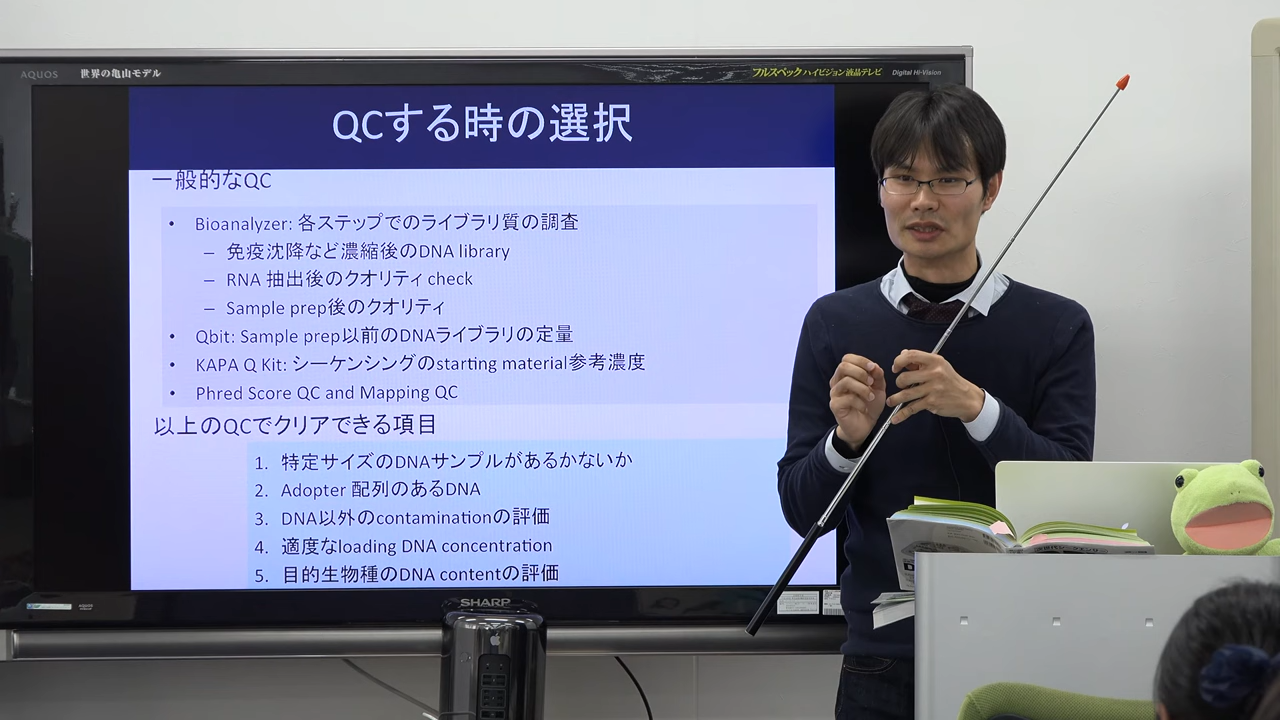 AQUOS 世界の亀山モデル フルスペックハイビジョン液晶テレビ Digital Hi-Vision
QCする時の選択
一般的なQC
• Bioanalyzer: 各ステップでのライブラリ質の調査
– 免疫沈降など濃縮後のDNA library
– RNA 抽出後のクオリティ check
– Sample prep後のクオリティ
• Qbit: Sample prep以前のDNAライブラリの定量
• KAPA Q Kit: シーケンシングのstarting material参考濃度
• Phred Score QC and Mapping QC
以上のQCでクリアできる項目
1. 特定サイズのDNAサンプルがあるかないか
2. Adopter 配列のあるDNA
3. DNA以外のcontaminationの評価
4. 適度なloading DNA concentration
5. 目的生物種のDNA contentの評価
SHARP